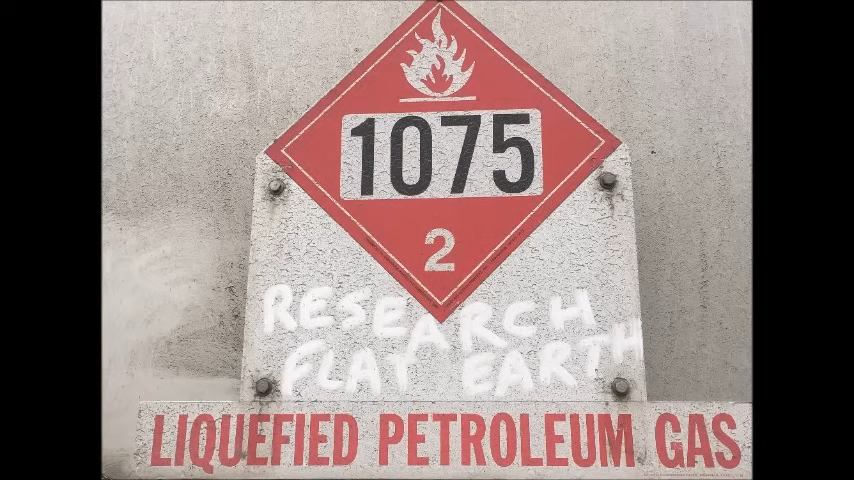 1075
2
RESEARCH
FLAT EARTH
LIQUEFIED PETROLEUM GAS